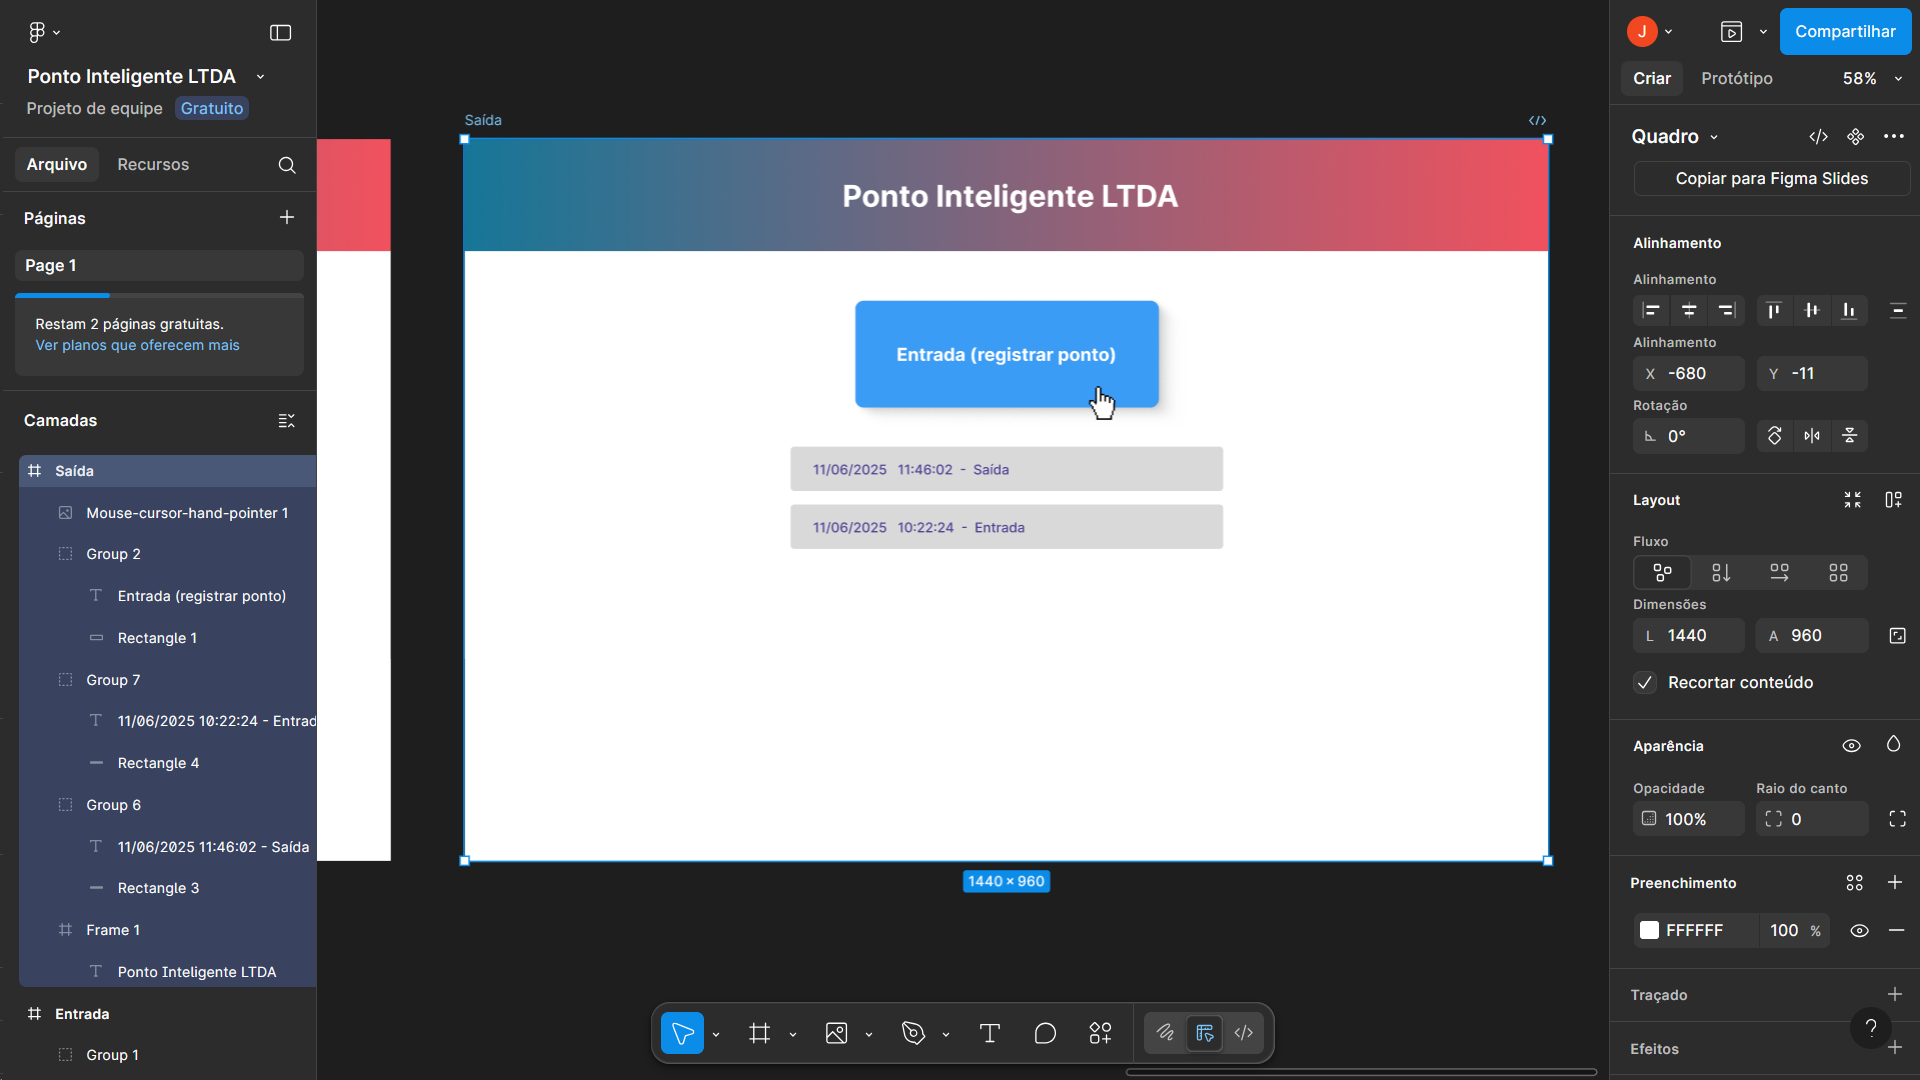 Ponto Inteligente LTDA
Projeto de equipe Gratuito
Arquivo Recursos
Páginas
Page 1
Restam 2 páginas gratuitas.
Ver planos que oferecem mais
Camadas
Saída
Mouse-cursor-hand-pointer 1
Group 2
Entrada (registrar ponto)
Rectangle 1
Group 7
11/06/2025 10:22:24 - Entrad
Rectangle 4
Group 6
11/06/2025 11:46:02 - Saída
Rectangle 3
Frame 1
Ponto Inteligente LTDA
Entrada
Group 1
Saída
Ponto Inteligente LTDA
Entrada (registrar ponto)
11/06/2025 11:46:02 - Saída
11/06/2025 10:22:24 - Entrada
1440 × 960
J
Compartilhar
Criar Protótipo 58%
Quadro
Copiar para Figma Slides
Alinhamento
Alinhamento
Alinhamento
X -680 Y -11
Rotação
0°
Layout
Fluxo
Dimensões
L 1440 A 960
Recortar conteúdo
Aparência
Opacidade Raio do canto
100% 0
Preenchimento
FFFFFF 100 %
Traçado
?
Efeitos